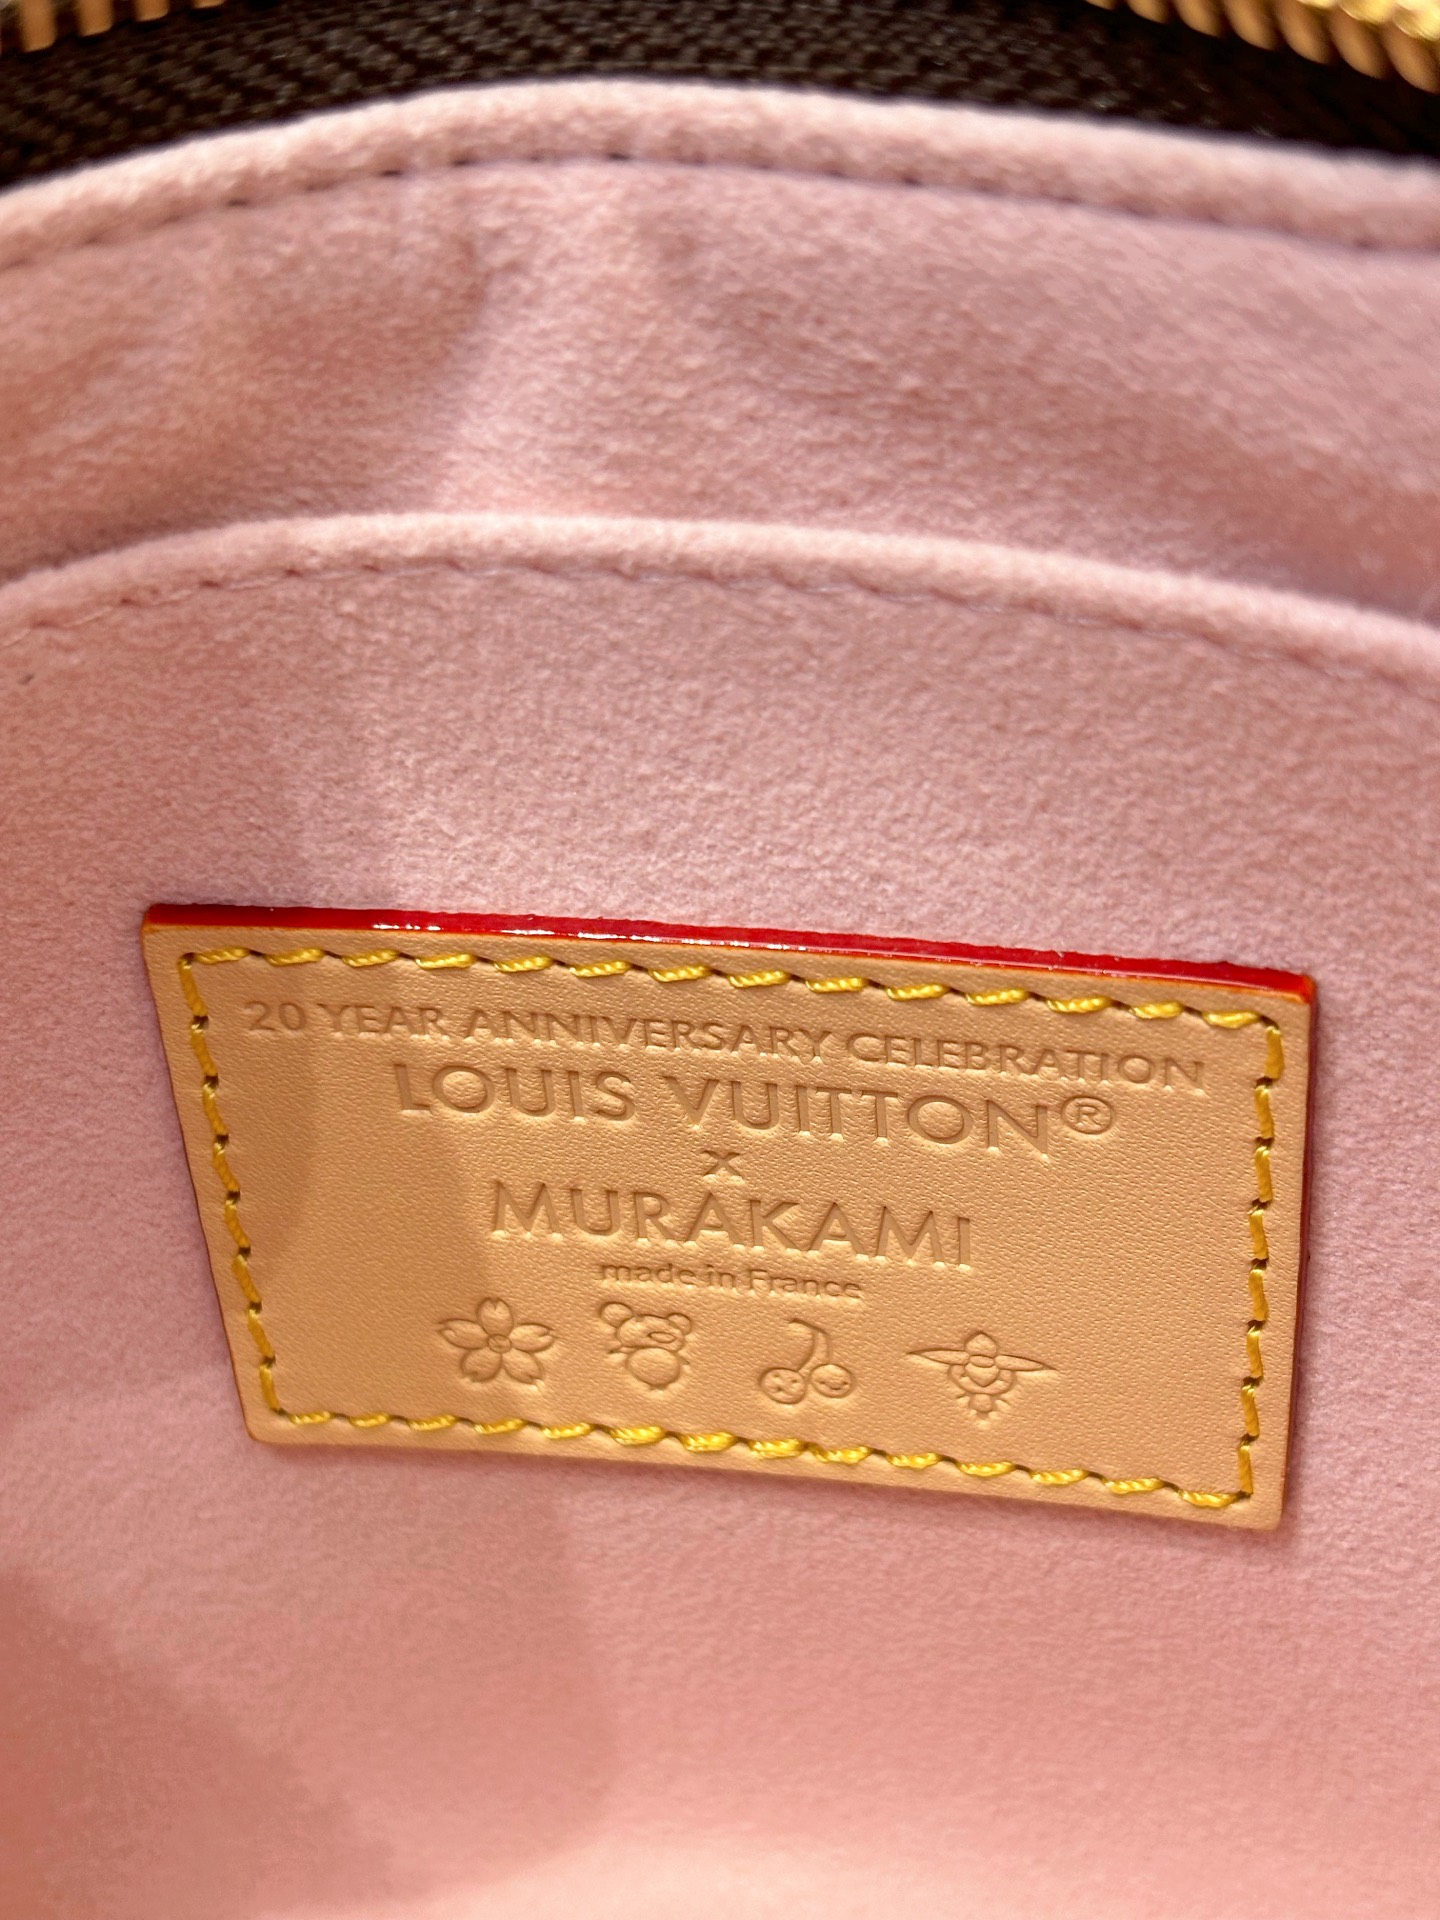 20 YEAR ANNIVERSARY CELEBRATION
LOUIS VUITTON®
x
MURAKAMI
made in France